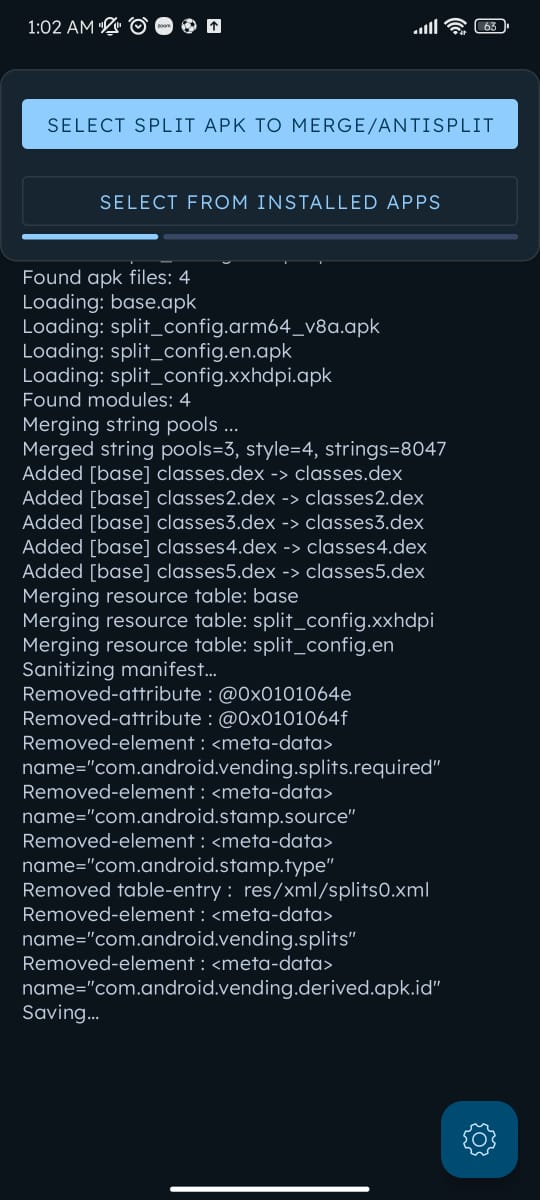 1:02 AM
zoom
63
SELECT SPLIT APK TO MERGE/ANTISPLIT
SELECT FROM INSTALLED APPS
Found apk files: 4
Loading: base.apk
Loading: split_config.arm64_v8a.apk
Loading: split_config.en.apk
Loading: split_config.xxhdpi.apk
Found modules: 4
Merging string pools ...
Merged string pools=3, style=4, strings=8047
Added [base] classes.dex -> classes.dex
Added [base] classes2.dex -> classes2.dex
Added [base] classes3.dex -> classes3.dex
Added [base] classes4.dex -> classes4.dex
Added [base] classes5.dex -> classes5.dex
Merging resource table: base
Merging resource table: split_config.xxhdpi
Merging resource table: split_config.en
Sanitizing manifest...
Removed-attribute : @0x0101064e
Removed-attribute : @0x0101064f
Removed-element : <meta-data>
name="com.android.vending.splits.required"
Removed-element : <meta-data>
name="com.android.stamp.source"
Removed-element : <meta-data>
name="com.android.stamp.type"
Removed table-entry :  res/xml/splits0.xml
Removed-element : <meta-data>
name="com.android.vending.splits"
Removed-element : <meta-data>
name="com.android.vending.derived.apk.id"
Saving...